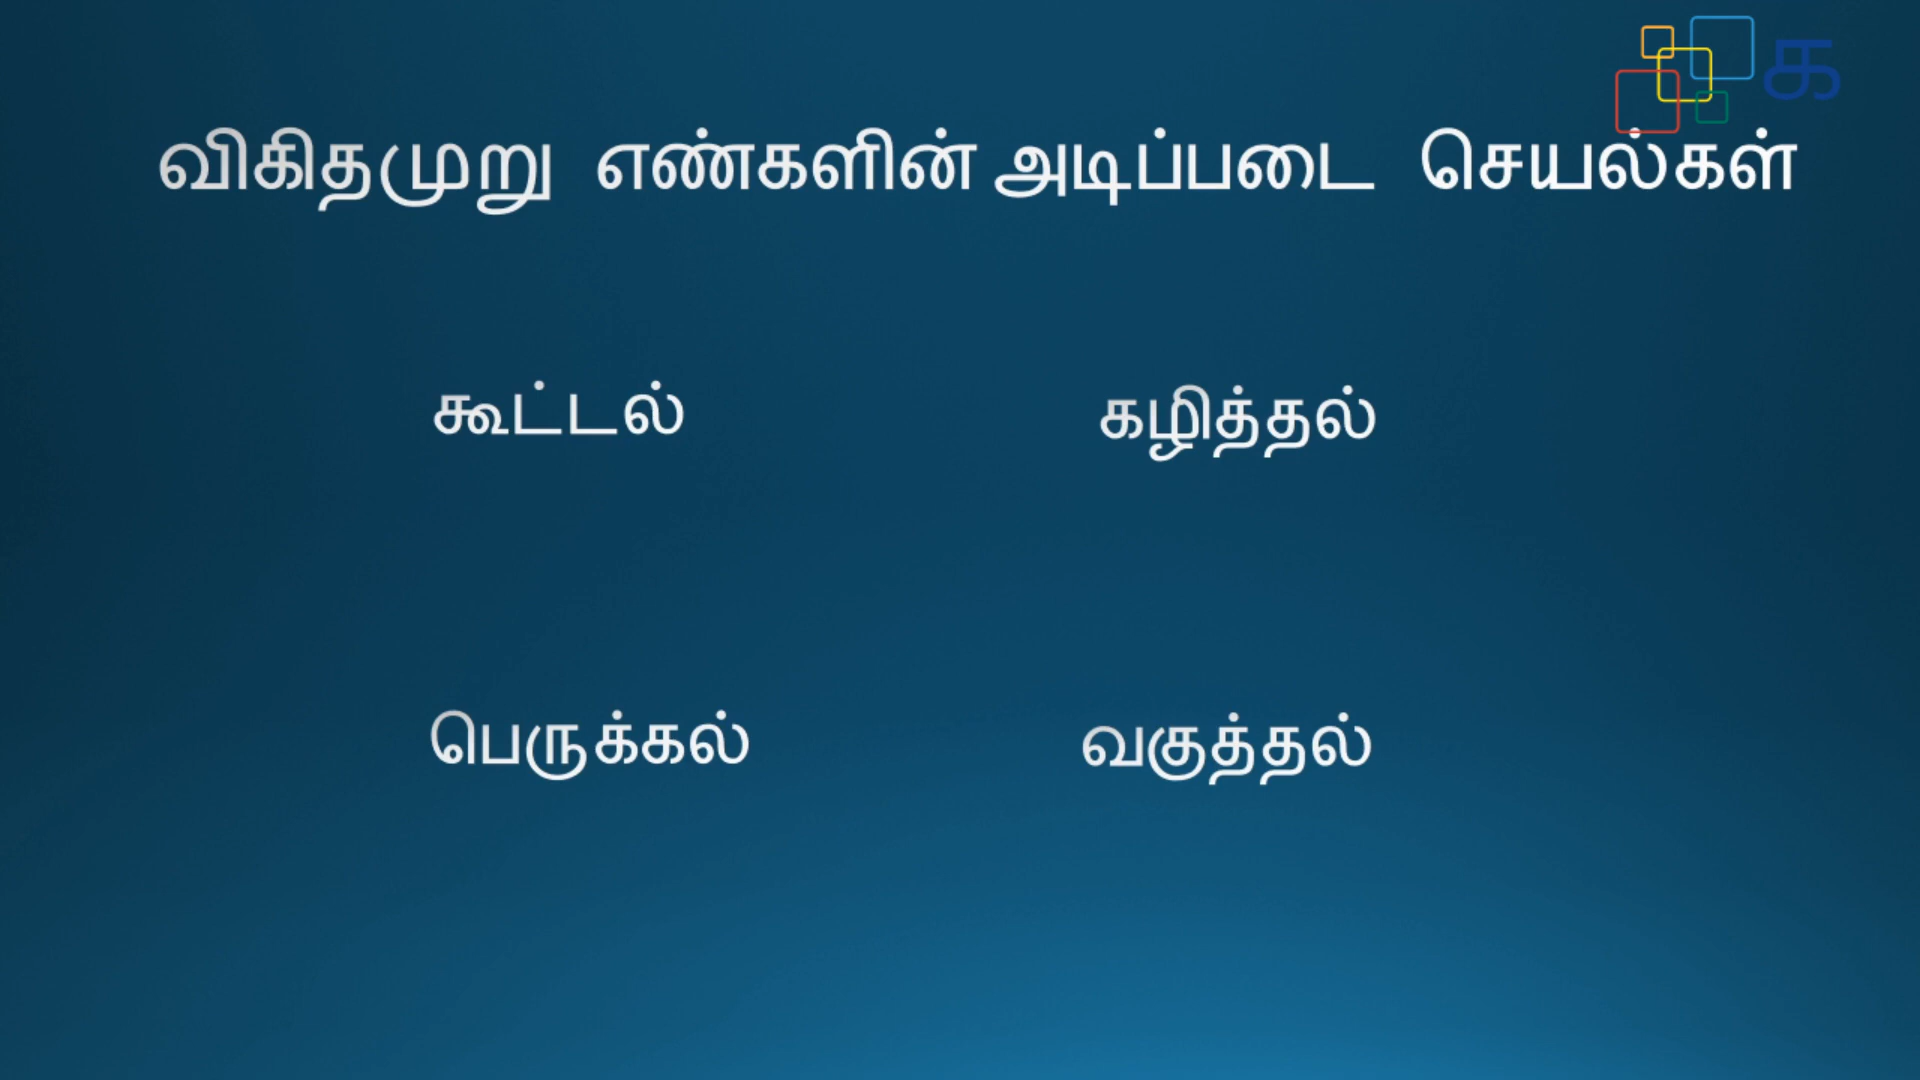 க
விகிதமுறு எண்களின் அடிப்படை செயல்கள்
கூட்டல் கழித்தல்
பெருக்கல் வகுத்தல்